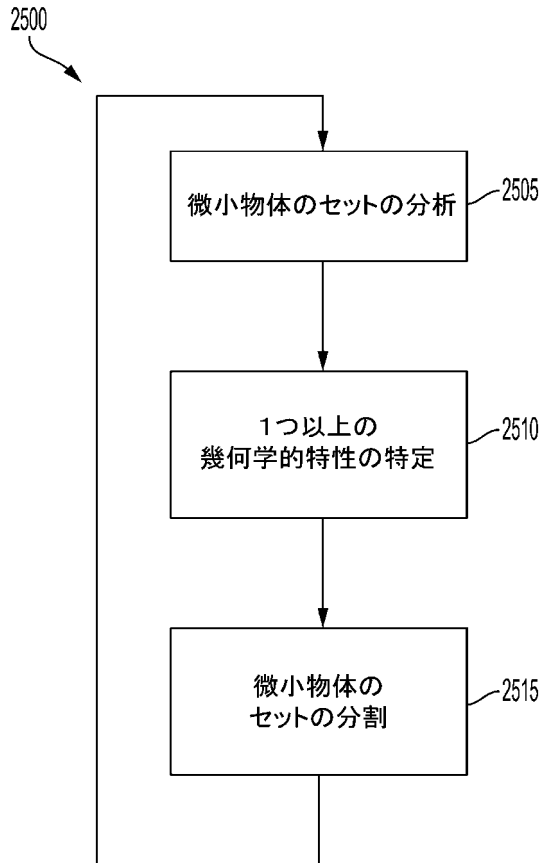 2500
微小物体のセットの分析
2505
１つ以上の
幾何学的特性の特定
2510
微小物体の
セットの分割
2515